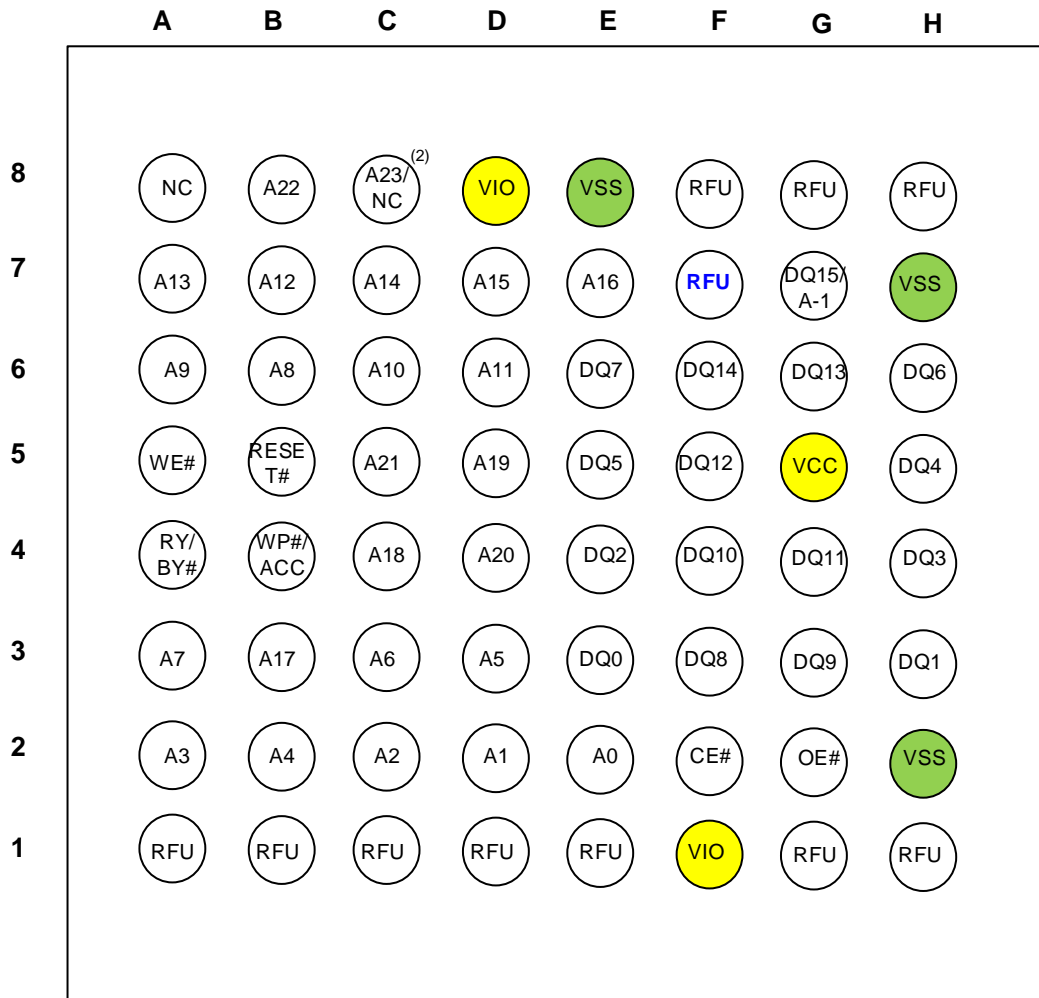 A B C D E F G H
8 NC A22 A23/ NC (2) VIO VSS RFU RFU RFU
7 A13 A12 A14 A15 A16 RFU DQ15/ A-1 VSS
6 A9 A8 A10 A11 DQ7 DQ14 DQ13 DQ6
5 WE# RESE T# A21 A19 DQ5 DQ12 VCC DQ4
4 RY/ BY# WP#/ ACC A18 A20 DQ2 DQ10 DQ11 DQ3
3 A7 A17 A6 A5 DQ0 DQ8 DQ9 DQ1
2 A3 A4 A2 A1 A0 CE# OE# VSS
1 RFU RFU RFU RFU RFU VIO RFU RFU